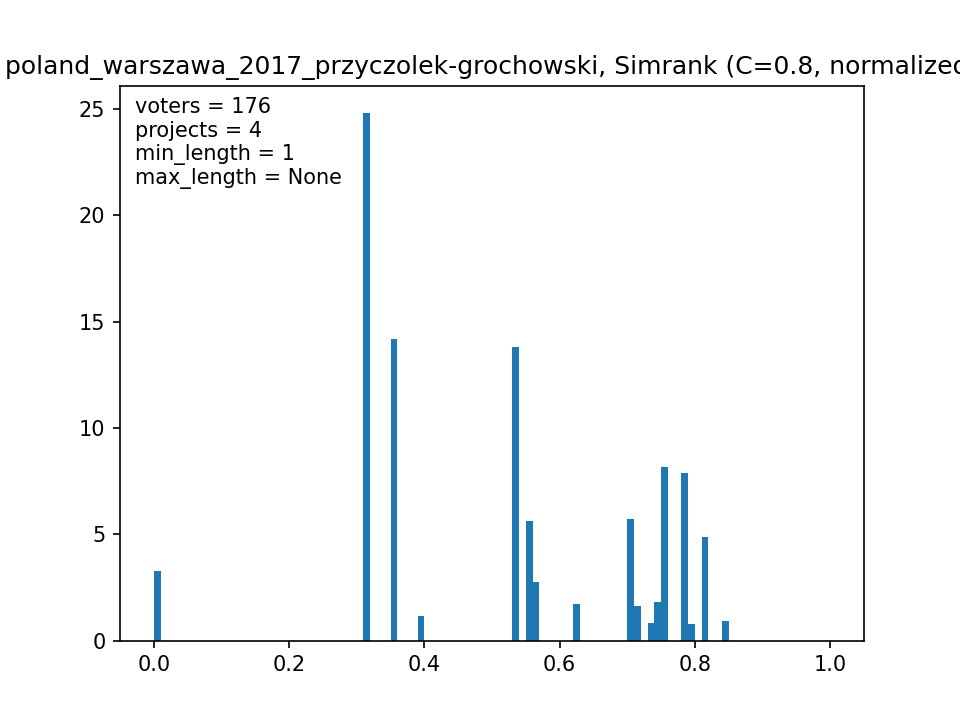 poland_warszawa_2017_przyczolek-grochowski, Simrank (C=0.8, normalized
voters = 176
projects = 4
min_length = 1
max_length = None
25
20
15
10
5
0
0.0 0.2 0.4 0.6 0.8 1.0